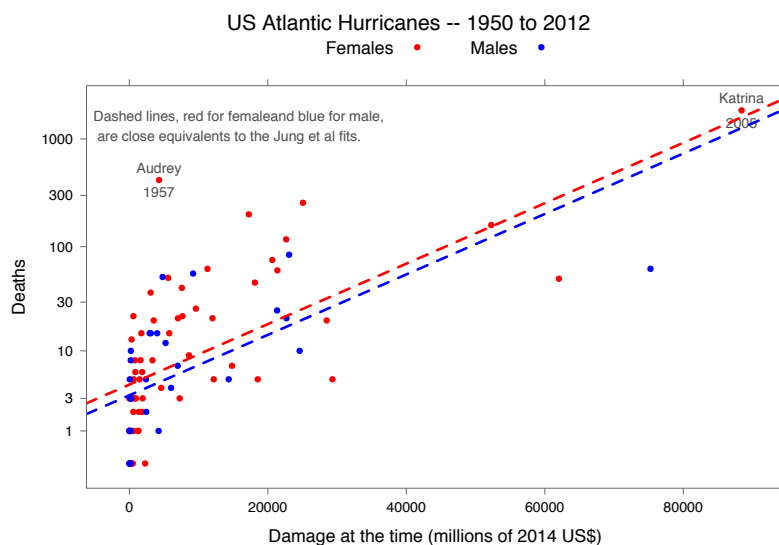 US Atlantic Hurricanes -- 1950 to 2012
Females Males
Dashed lines, red for femaleand blue for male,
are close equivalents to the Jung et al fits.
Katrina
2005
Audrey
1957
1000
300
100
30
10
3
1
Deaths
0 20000 40000 60000 80000
Damage at the time (millions of 2014 US$)